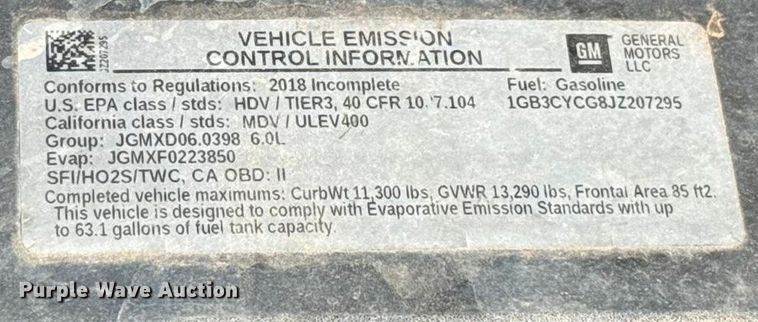 JZ207295
VEHICLE EMISSION
CONTROL INFORMATION
GM
GENERAL
MOTORS
LLC
Conforms to Regulations: 2018 Incomplete
Fuel: Gasoline
U.S. EPA class / stds: HDV / TIER3, 40 CFR 10 7.104
1GB3CYCG8JZ207295
California class / stds: MDV / ULEV400
Group: JGMXD06.0398 6.0L
Evap: JGMXF0223850
SFI/HO2S/TWC, CA OBD: II
Completed vehicle maximums: CurbWt 11,300 lbs, GVWR 13,290 lbs, Frontal Area 85 ft2.
This vehicle is designed to comply with Evaporative Emission Standards with up
to 63.1 gallons of fuel tank capacity.
Purple Wave Auction